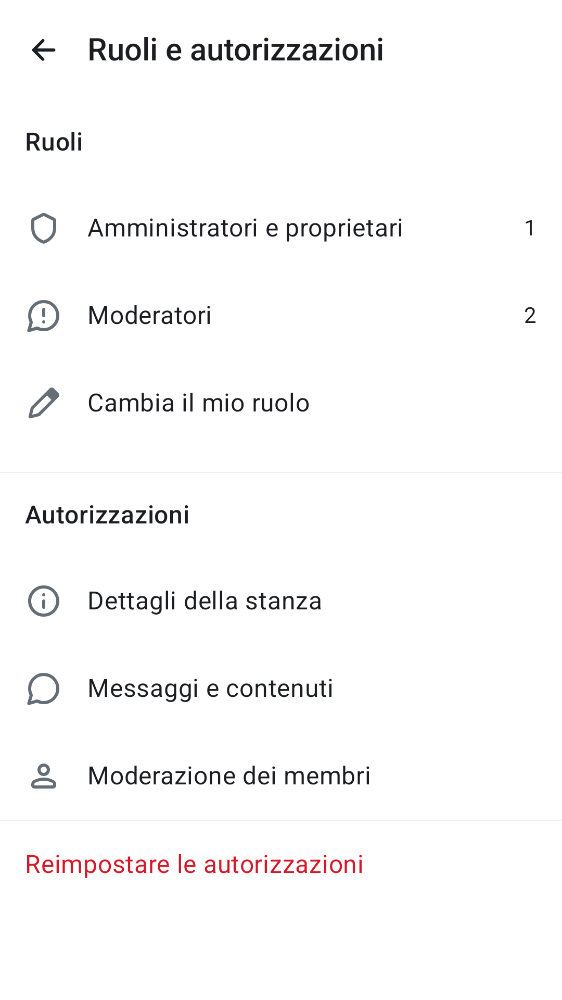 Ruoli e autorizzazioni
Ruoli
Amministratori e proprietari 1
Moderatori 2
Cambia il mio ruolo
Autorizzazioni
Dettagli della stanza
Messaggi e contenuti
Moderazione dei membri
Reimpostare le autorizzazioni